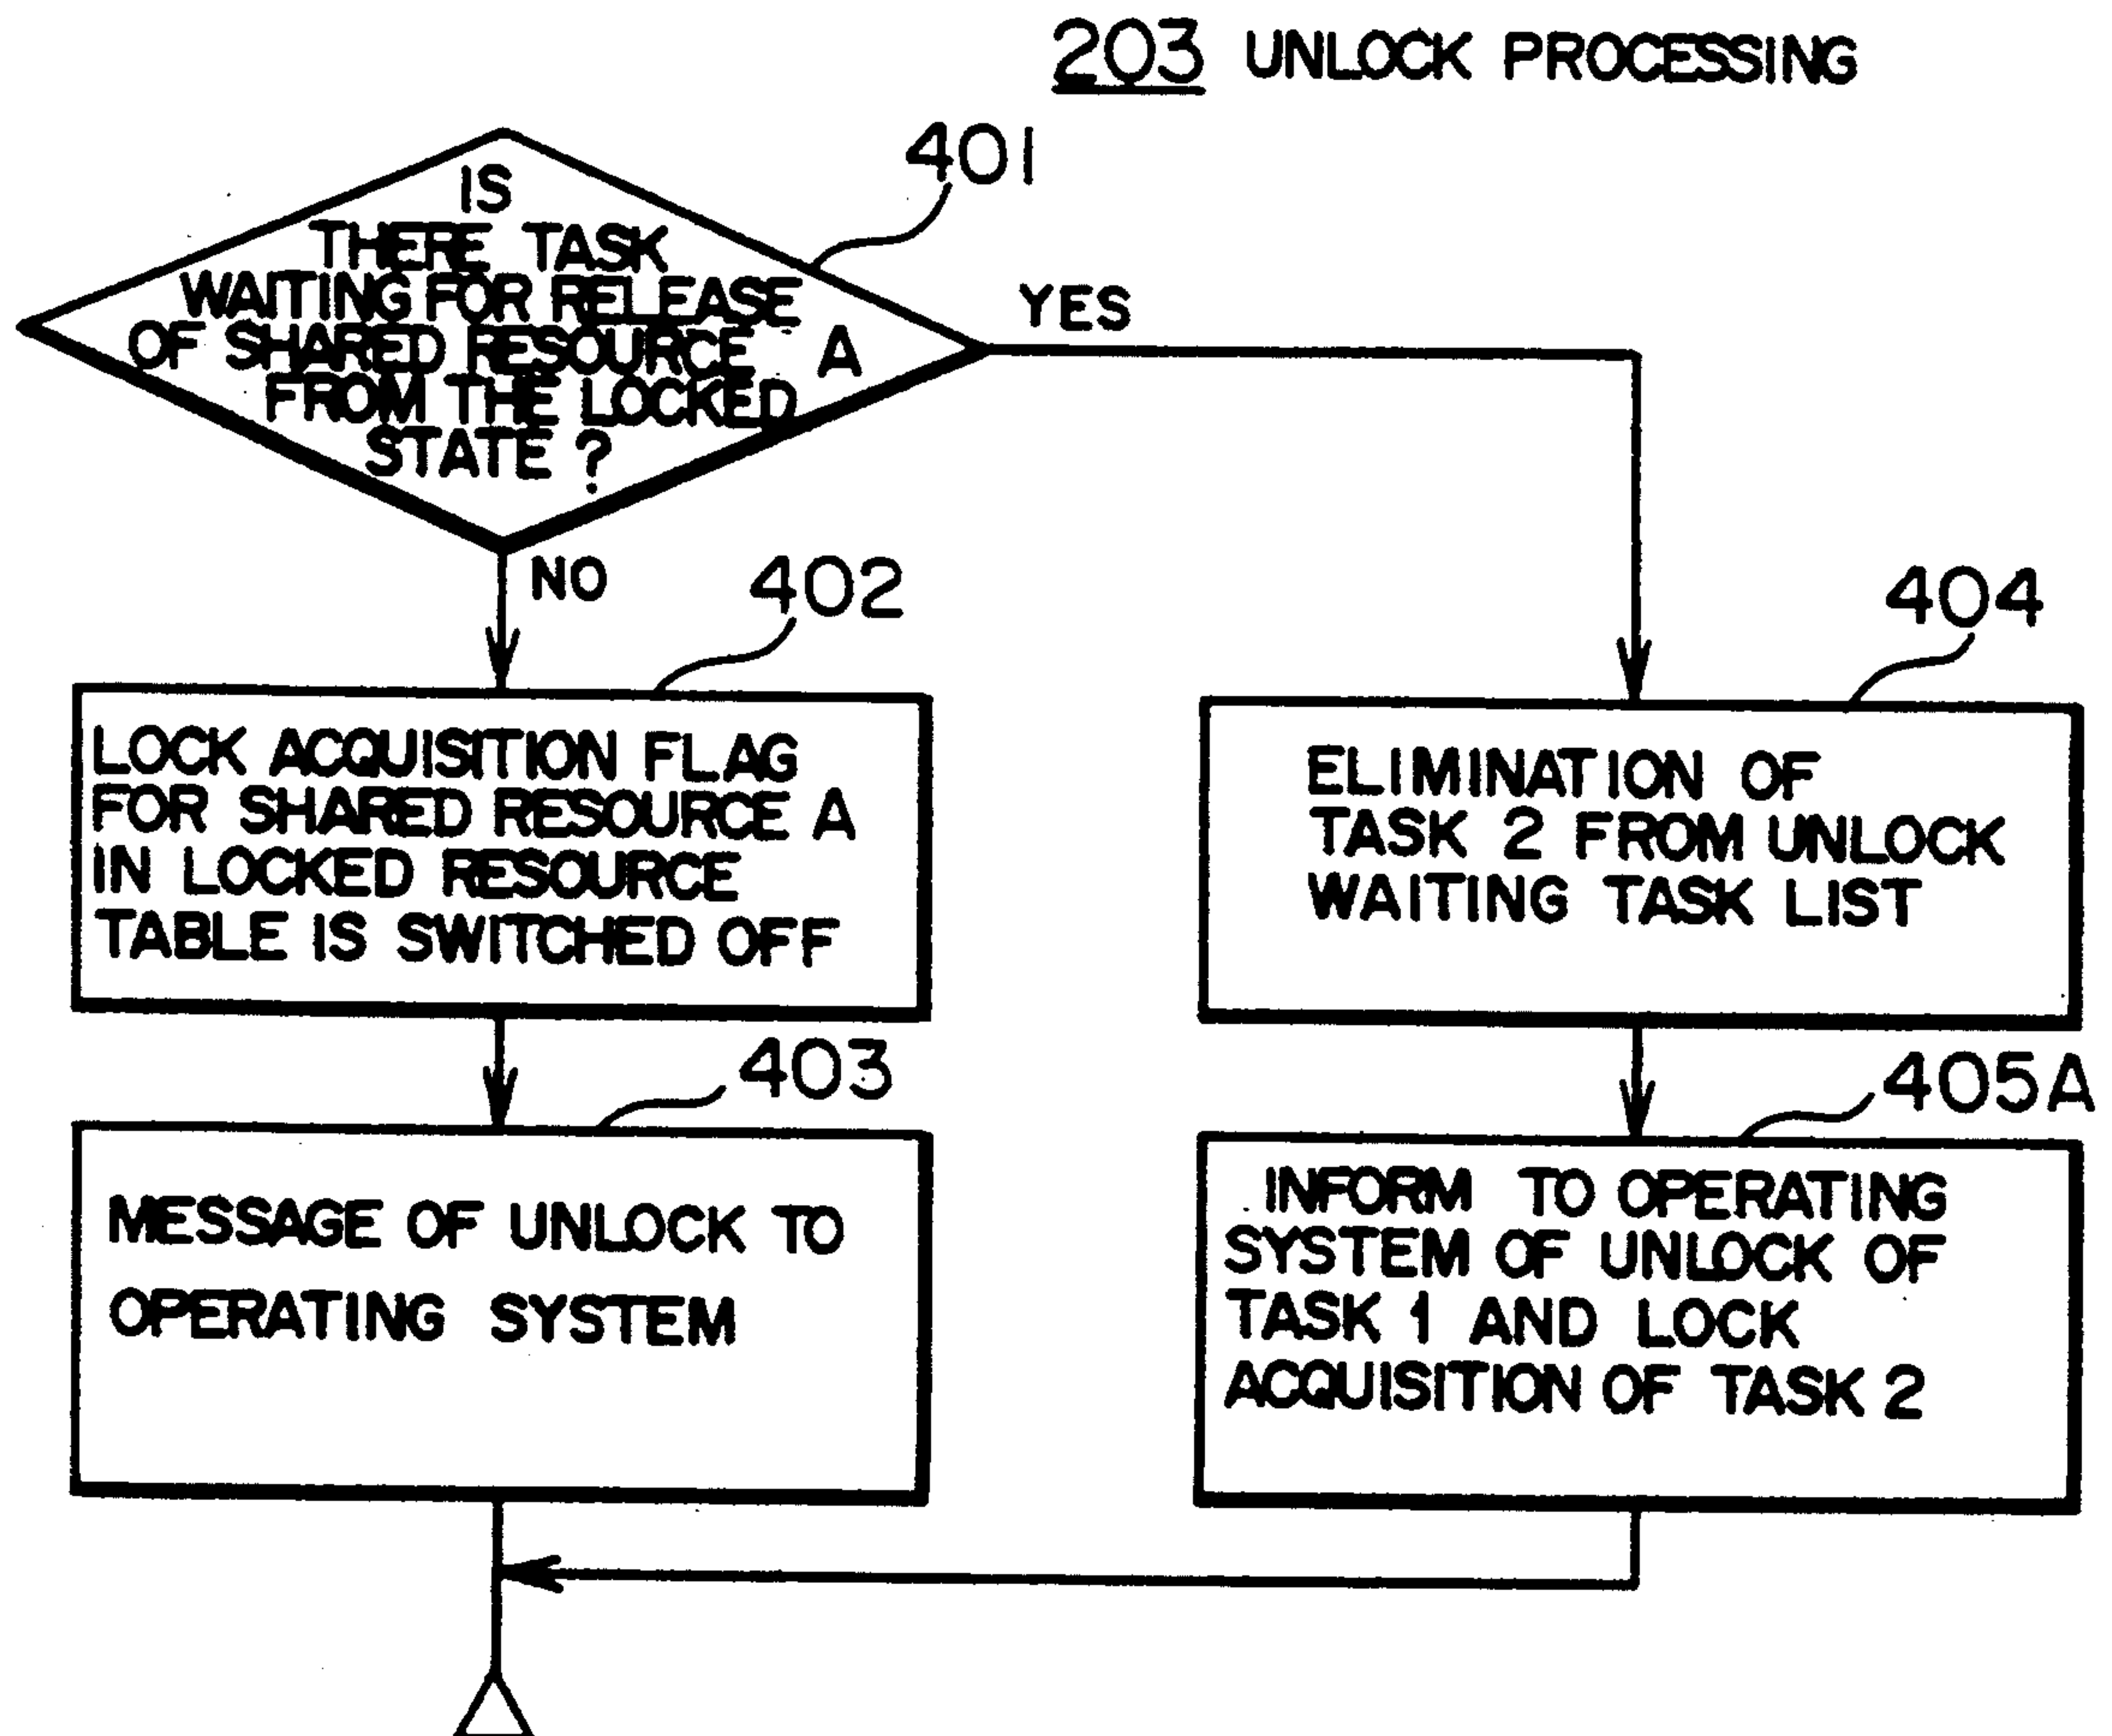 203 UNLOCK PROCESSING
401
IS
THERE TASK
WAITING FOR RELEASE
OF SHARED RESOURCE A
FROM THE LOCKED
STATE ?
YES
NO
402
LOCK ACQUISITION FLAG
FOR SHARED RESOURCE A
IN LOCKED RESOURCE
TABLE IS SWITCHED OFF
404
ELIMINATION OF
TASK 2 FROM UNLOCK
WAITING TASK LIST
403
MESSAGE OF UNLOCK TO
OPERATING SYSTEM
405A
INFORM TO OPERATING
SYSTEM OF UNLOCK OF
TASK 1 AND LOCK
ACQUISITION OF TASK 2